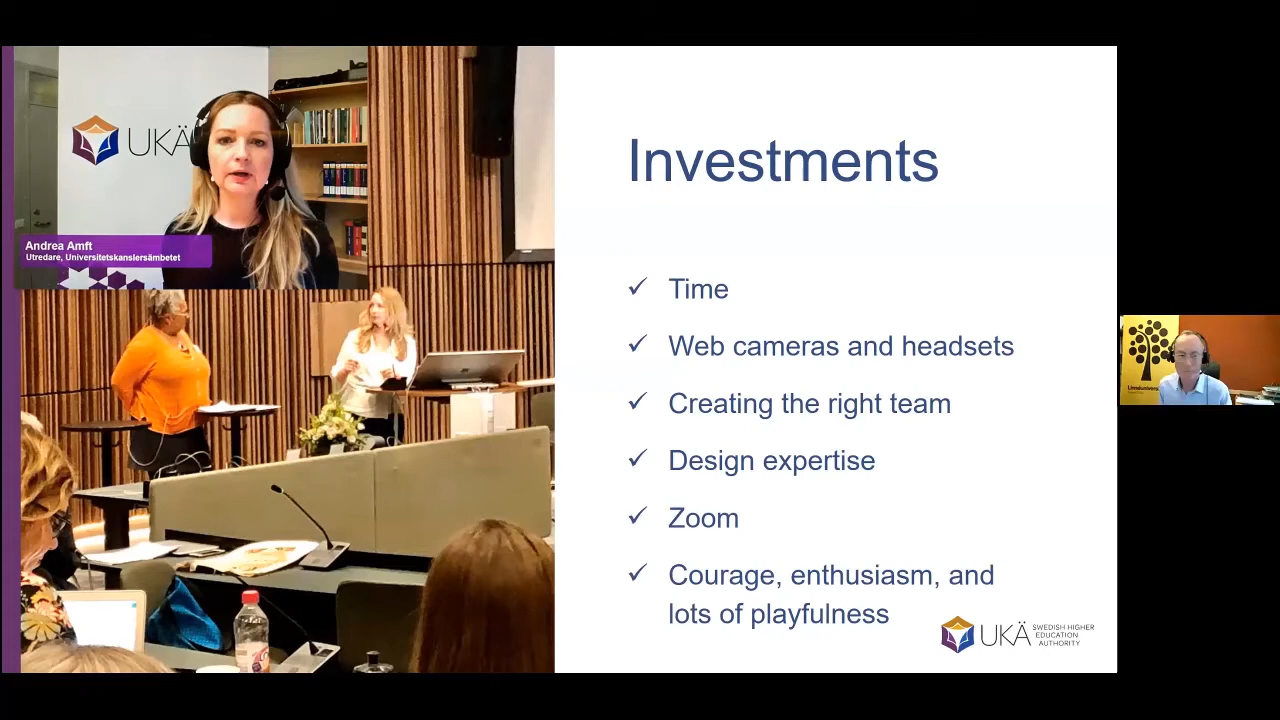 UKÄ
Andrea Amft
Utredare, Universitetskanslersämbetet
Investments
✓ Time
✓ Web cameras and headsets
✓ Creating the right team
✓ Design expertise
✓ Zoom
✓ Courage, enthusiasm, and
lots of playfulness
UKÄ
SWEDISH HIGHER
EDUCATION
AUTHORITY